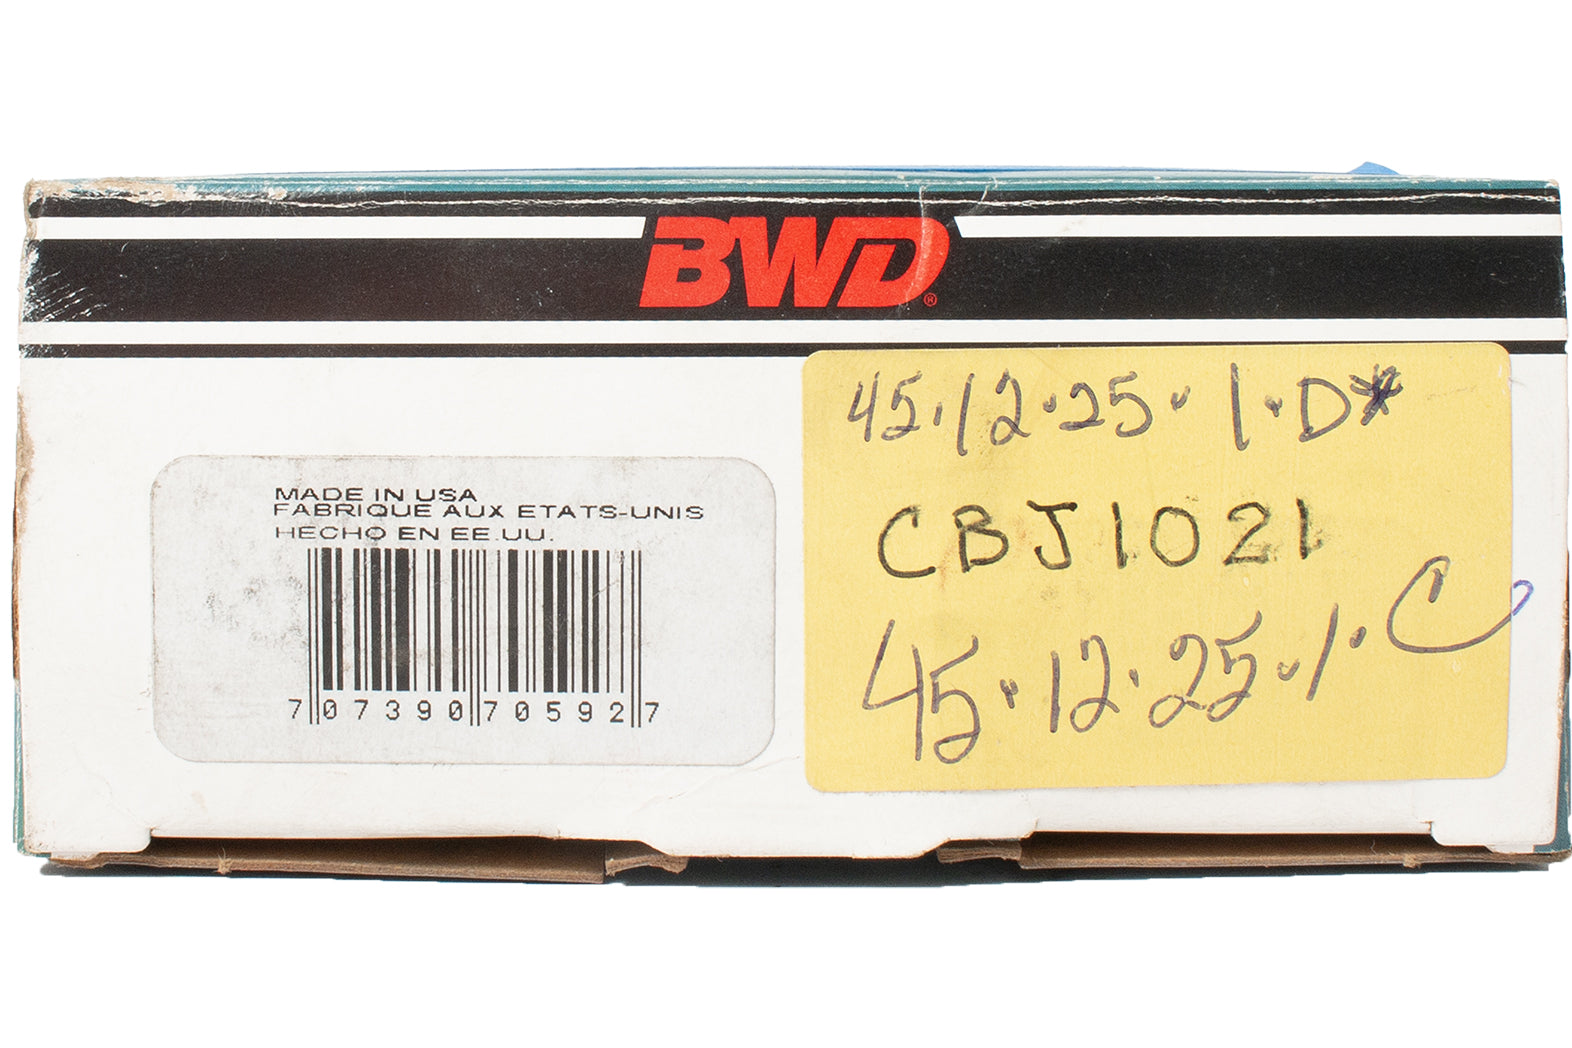 BWD®
MADE IN USA
FABRIQUE AUX ETATS-UNIS
HECHO EN EE.UU.
7 07390 70592 7
45.12.25.1.D*
CBJ1021
45.12.25.1.C